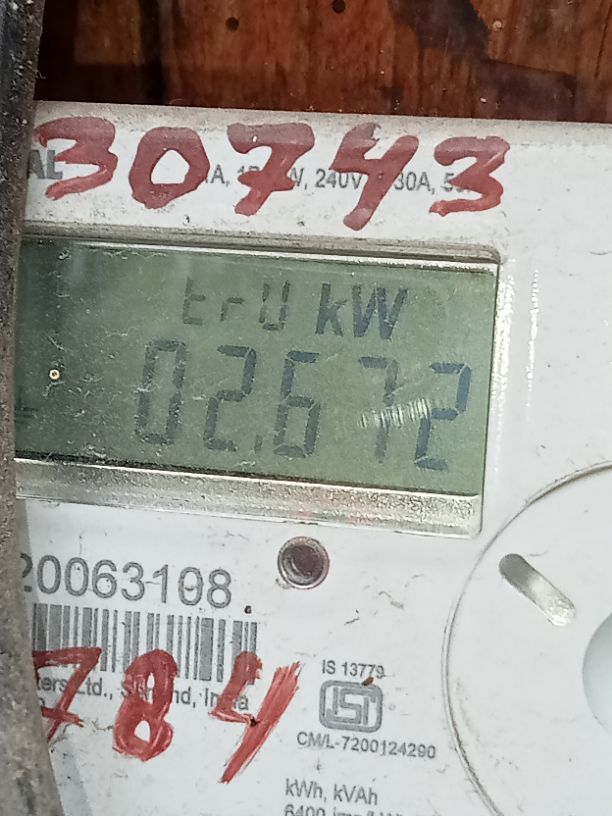 30743
240V
30A,
trU kW
02.672
20063108
784
IS 13779
ISI
CM/L-7200124290
kWh, kVAh